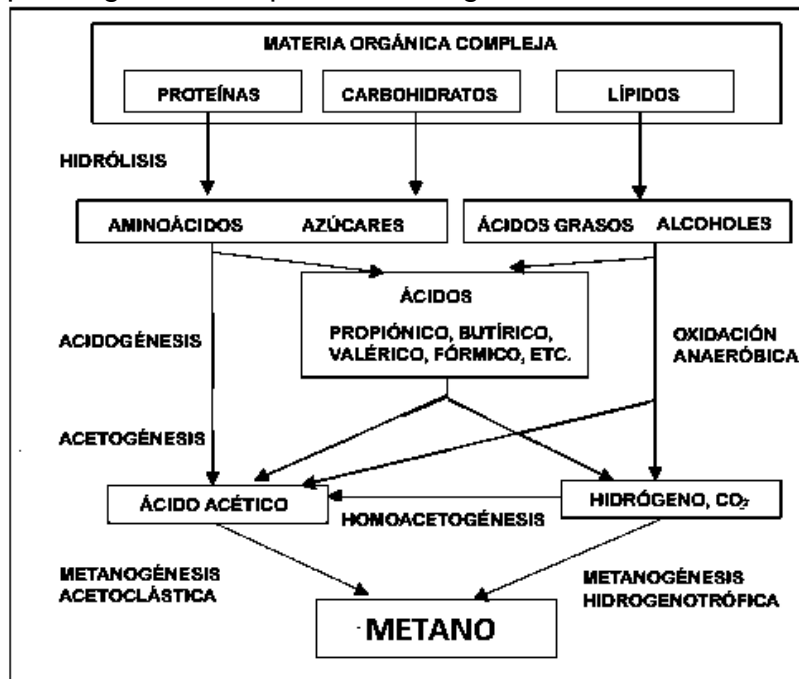 MATERIA ORGÁNICA COMPLEJA
PROTEÍNAS
CARBOHIDRATOS
LÍPIDOS
HIDRÓLISIS
AMINOÁCIDOS AZÚCARES
ÁCIDOS GRASOS ALCOHOLES
ÁCIDOS
PROPIÓNICO, BUTÍRICO,
VALÉRICO, FÓRMICO, ETC.
ACIDOGÉNESIS
OXIDACIÓN
ANAERÓBICA
ACETOGÉNESIS
ÁCIDO ACÉTICO
HOMOACETOGÉNESIS
HIDRÓGENO, CO₂
METANOGÉNESIS
ACETOCLÁSTICA
METANOGÉNESIS
HIDROGENOTRÓFICA
METANO